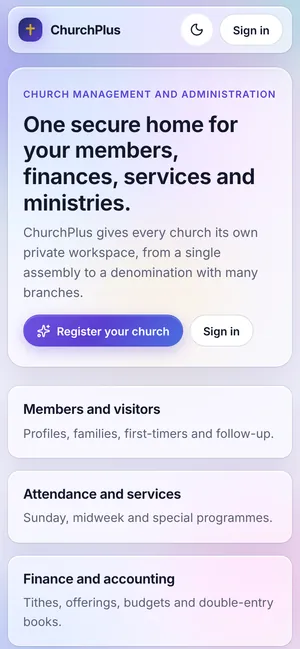 ChurchPlus
Sign in
CHURCH MANAGEMENT AND ADMINISTRATION
One secure home for
your members,
finances, services and
ministries.
ChurchPlus gives every church its own
private workspace, from a single
assembly to a denomination with many
branches.
Register your church
Sign in
Members and visitors
Profiles, families, first-timers and follow-up.
Attendance and services
Sunday, midweek and special programmes.
Finance and accounting
Tithes, offerings, budgets and double-entry
books.